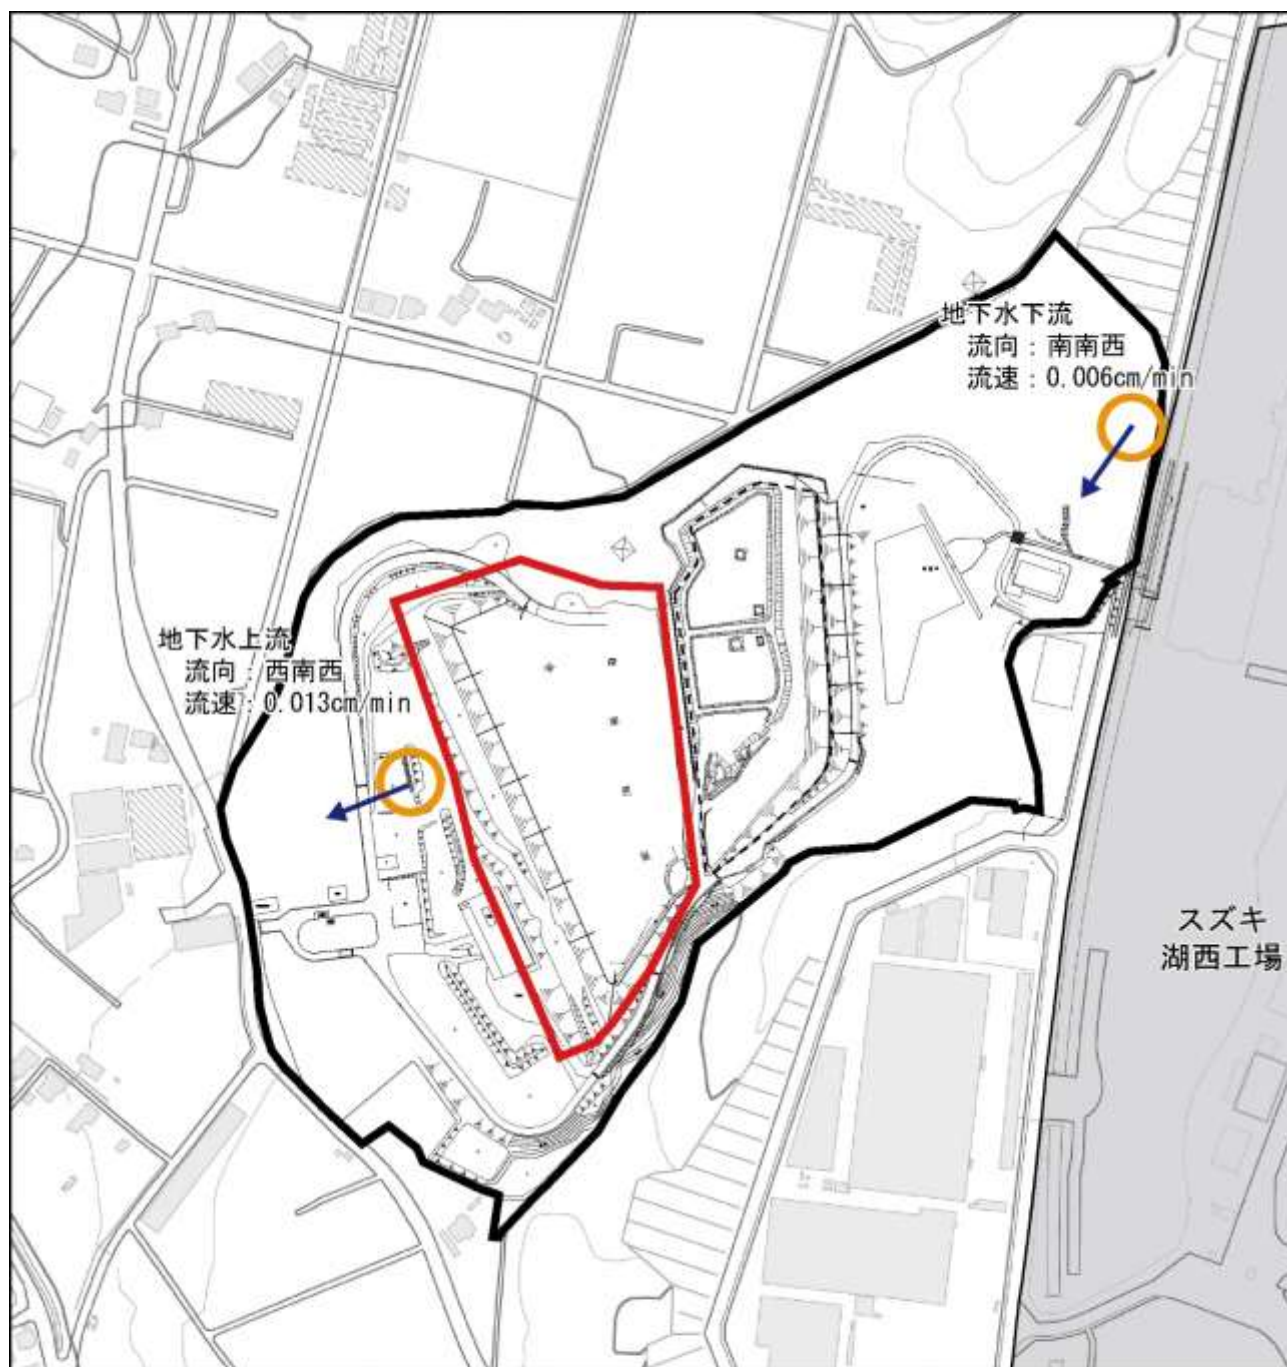 地下水下流
流向：南南西
流速：0.006cm/min
地下水上流
流向：西南西
流速：0.013cm/min
スズキ
湖西工場